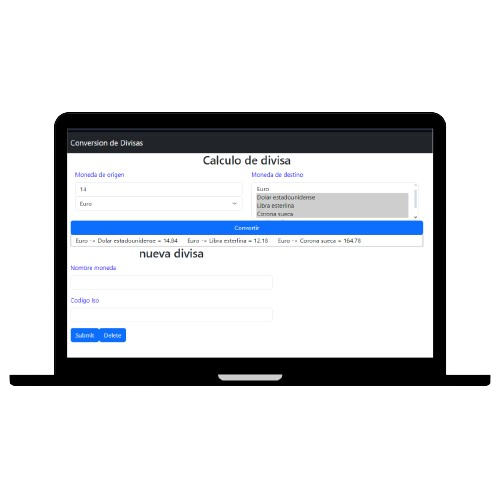 Conversion de Divisas
Calculo de divisa
Moneda de origen
Moneda de destino
14
Euro
Euro
Dolar estadounidense
Libra esterlina
Corona sueca
Convertir
Euro -> Dolar estadounidense = 14.84 Euro -> Libra esterlina = 12.18 Euro -> Corona sueca = 164.78
nueva divisa
Nombre moneda
Codigo Iso
Submit Delete